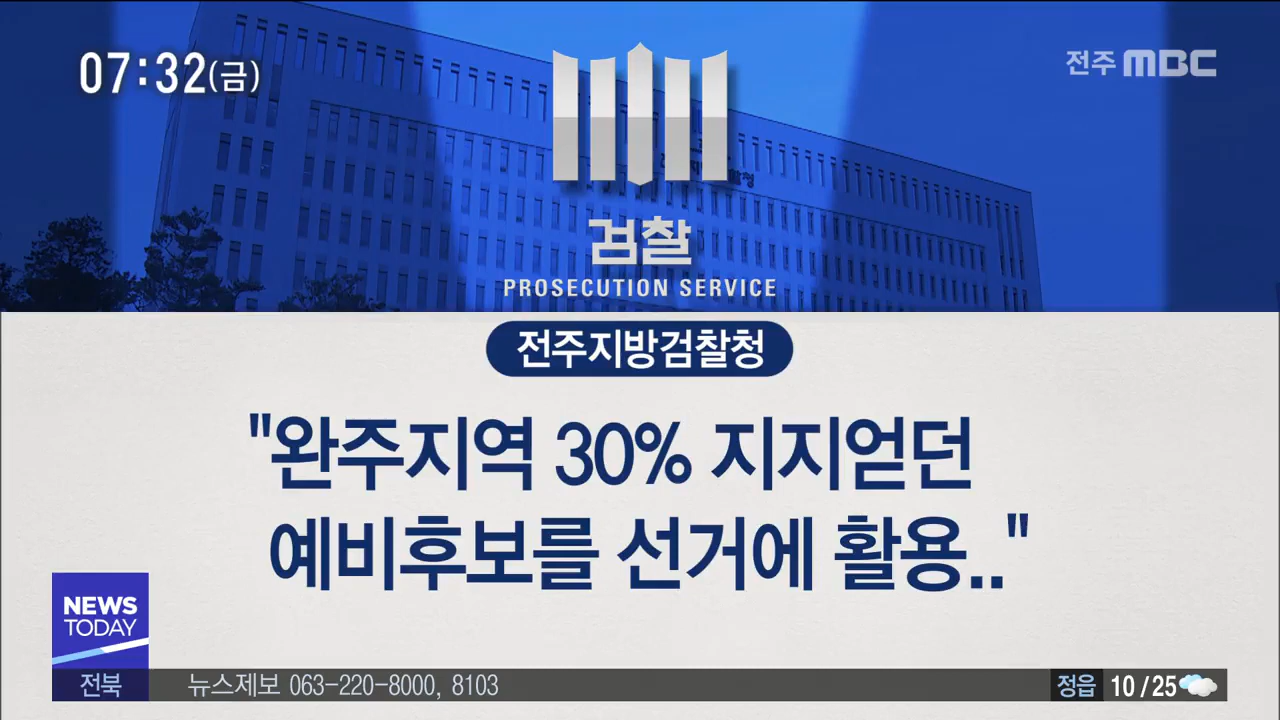 07:32(금)
전주 MBC
검찰
PROSECUTION SERVICE
전주지방검찰청
"완주지역 30% 지지얻던
예비후보를 선거에 활용.."
NEWS
TODAY
전북
뉴스제보 063-220-8000, 8103
정읍 10/25